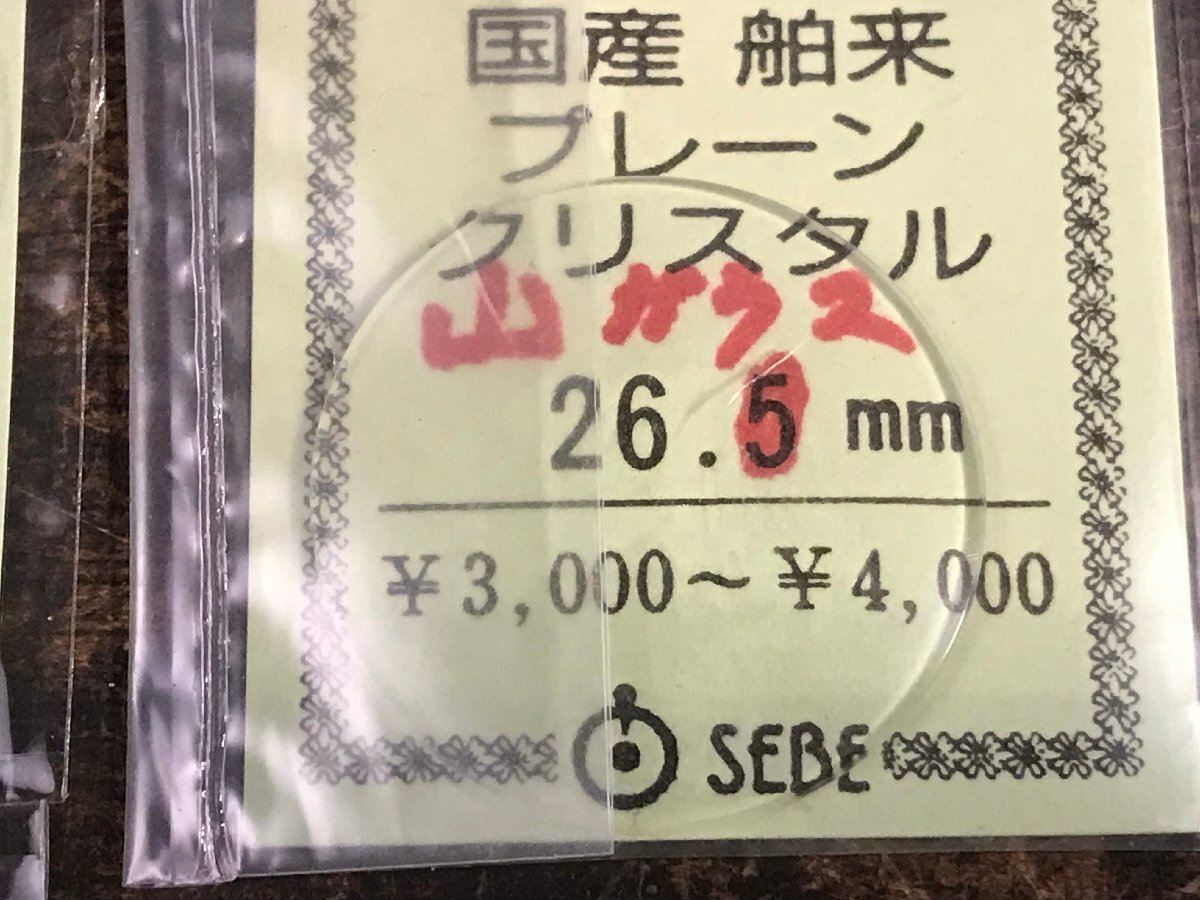 国産 舶来
プレーン
クリスタル
山ガラス
26.5 mm
¥3,000～¥4,000
SEBE